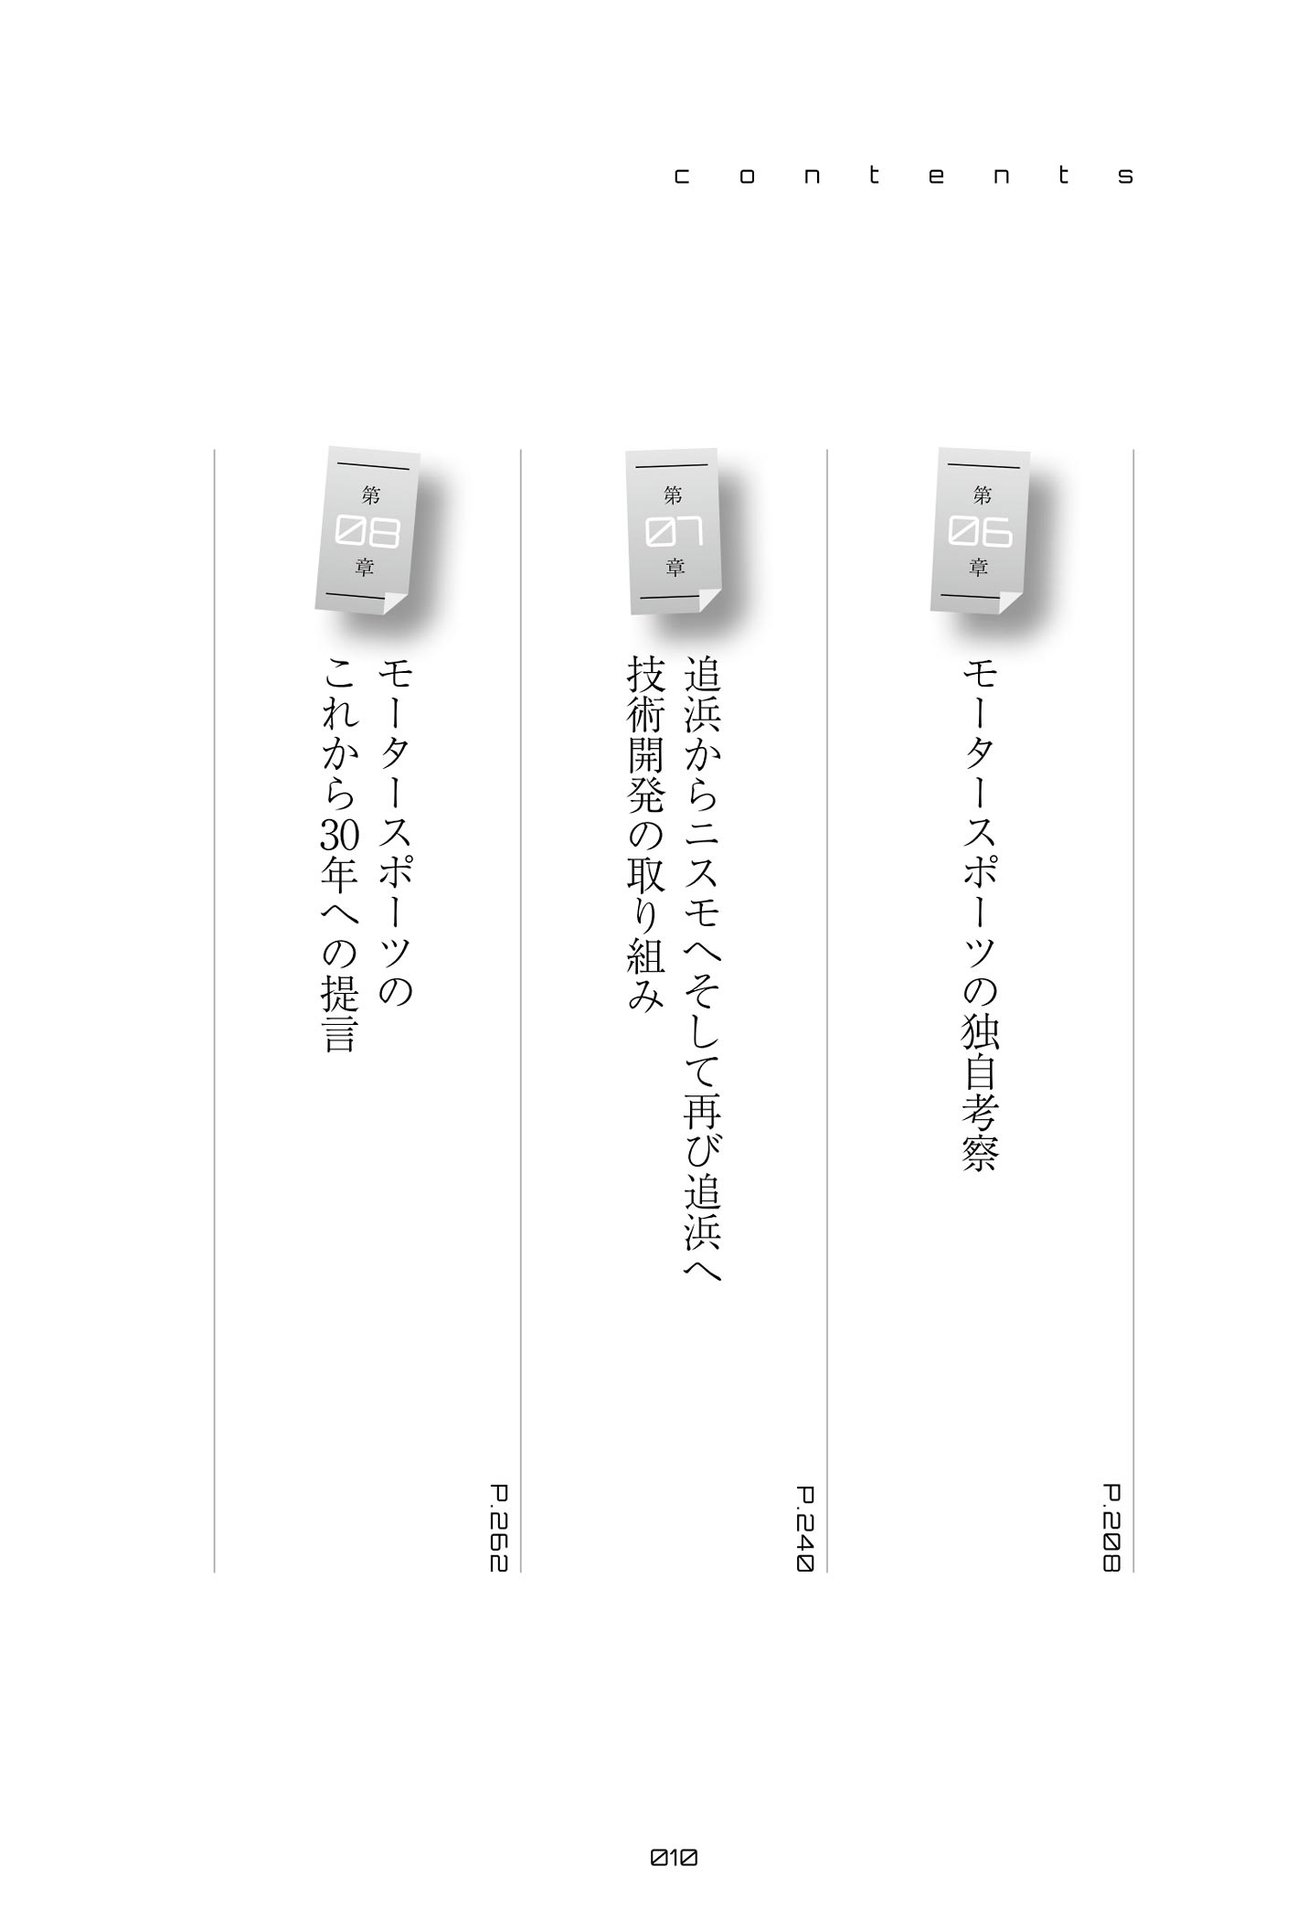 contents
第
06
章
モータースポーツの独自考察
P.208
第
07
章
追浜からニスモへそして再び追浜へ
技術開発の取り組み
P.240
第
08
章
モータースポーツの
これから30年への提言
P.262
010